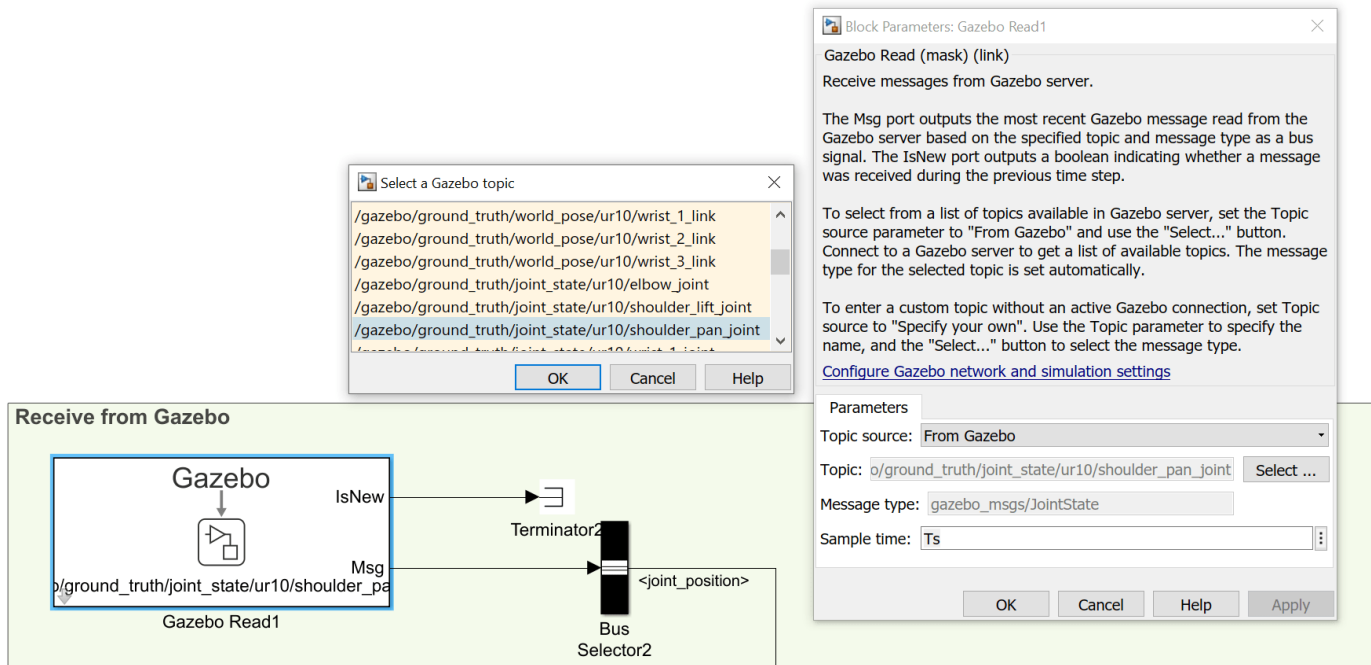 Block Parameters: Gazebo Read1
Gazebo Read (mask) (link)
Receive messages from Gazebo server.
The Msg port outputs the most recent Gazebo message read from the
Gazebo server based on the specified topic and message type as a bus
signal. The IsNew port outputs a boolean indicating whether a message
was received during the previous time step.
To select from a list of topics available in Gazebo server, set the Topic
source parameter to "From Gazebo" and use the "Select..." button.
Connect to a Gazebo server to get a list of available topics. The message
type for the selected topic is set automatically.
To enter a custom topic without an active Gazebo connection, set Topic
source to "Specify your own". Use the Topic parameter to specify the
name, and the "Select..." button to select the message type.
Configure Gazebo network and simulation settings
Parameters
Topic source: From Gazebo
Topic: o/ground_truth/joint_state/ur10/shoulder_pan_joint Select ...
Message type: gazebo_msgs/JointState
Sample time: Ts
OK Cancel Help Apply
Select a Gazebo topic
/gazebo/ground_truth/world_pose/ur10/wrist_1_link
/gazebo/ground_truth/world_pose/ur10/wrist_2_link
/gazebo/ground_truth/world_pose/ur10/wrist_3_link
/gazebo/ground_truth/joint_state/ur10/elbow_joint
/gazebo/ground_truth/joint_state/ur10/shoulder_lift_joint
/gazebo/ground_truth/joint_state/ur10/shoulder_pan_joint
/gazebo/ground_truth/joint_state/ur10/wrist_1_joint
OK Cancel Help
Receive from Gazebo
Gazebo
IsNew
Msg
o/ground_truth/joint_state/ur10/shoulder_pa
Gazebo Read1
Terminator2
<joint_position>
Bus
Selector2